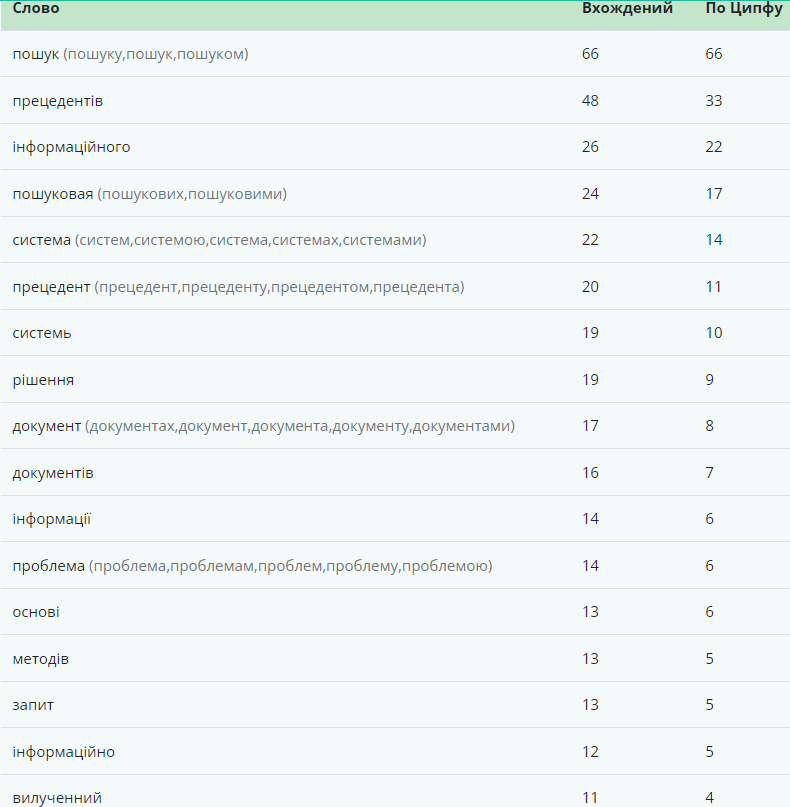 Слово Вхождений По Ципфу
пошук (пошуку,пошук,пошуком) 66 66
прецедентів 48 33
інформаційного 26 22
пошуковая (пошукових,пошуковими) 24 17
система (систем,системою,система,системах,системами) 22 14
прецедент (прецедент,прецеденту,прецедентом,прецедента) 20 11
системь 19 10
рішення 19 9
документ (документах,документ,документа,документу,документами) 17 8
документів 16 7
інформації 14 6
проблема (проблема,проблемам,проблем,проблему,проблемою) 14 6
основі 13 6
методів 13 5
запит 13 5
інформаційно 12 5
вилученний 11 4